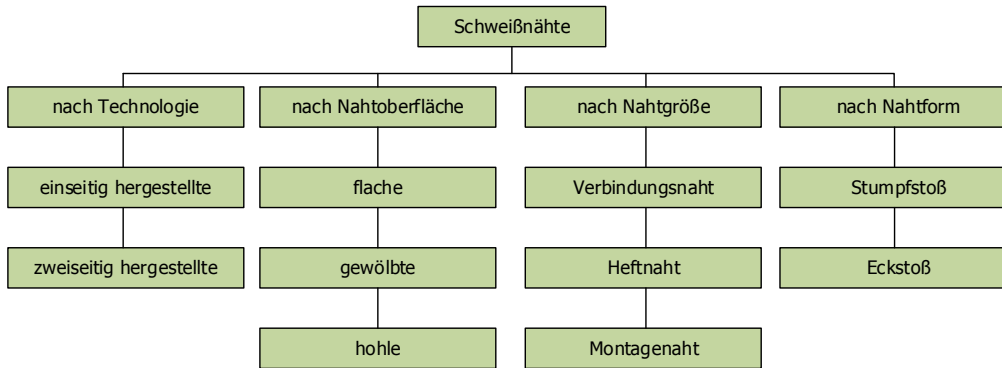 Schweißnähte
nach Technologie
nach Nahtoberfläche
nach Nahtgröße
nach Nahtform
einseitig hergestellte
flache
Verbindungsnaht
Stumpfstoß
zweiseitig hergestellte
gewölbte
Heftnaht
Eckstoß
hohle
Montagenaht